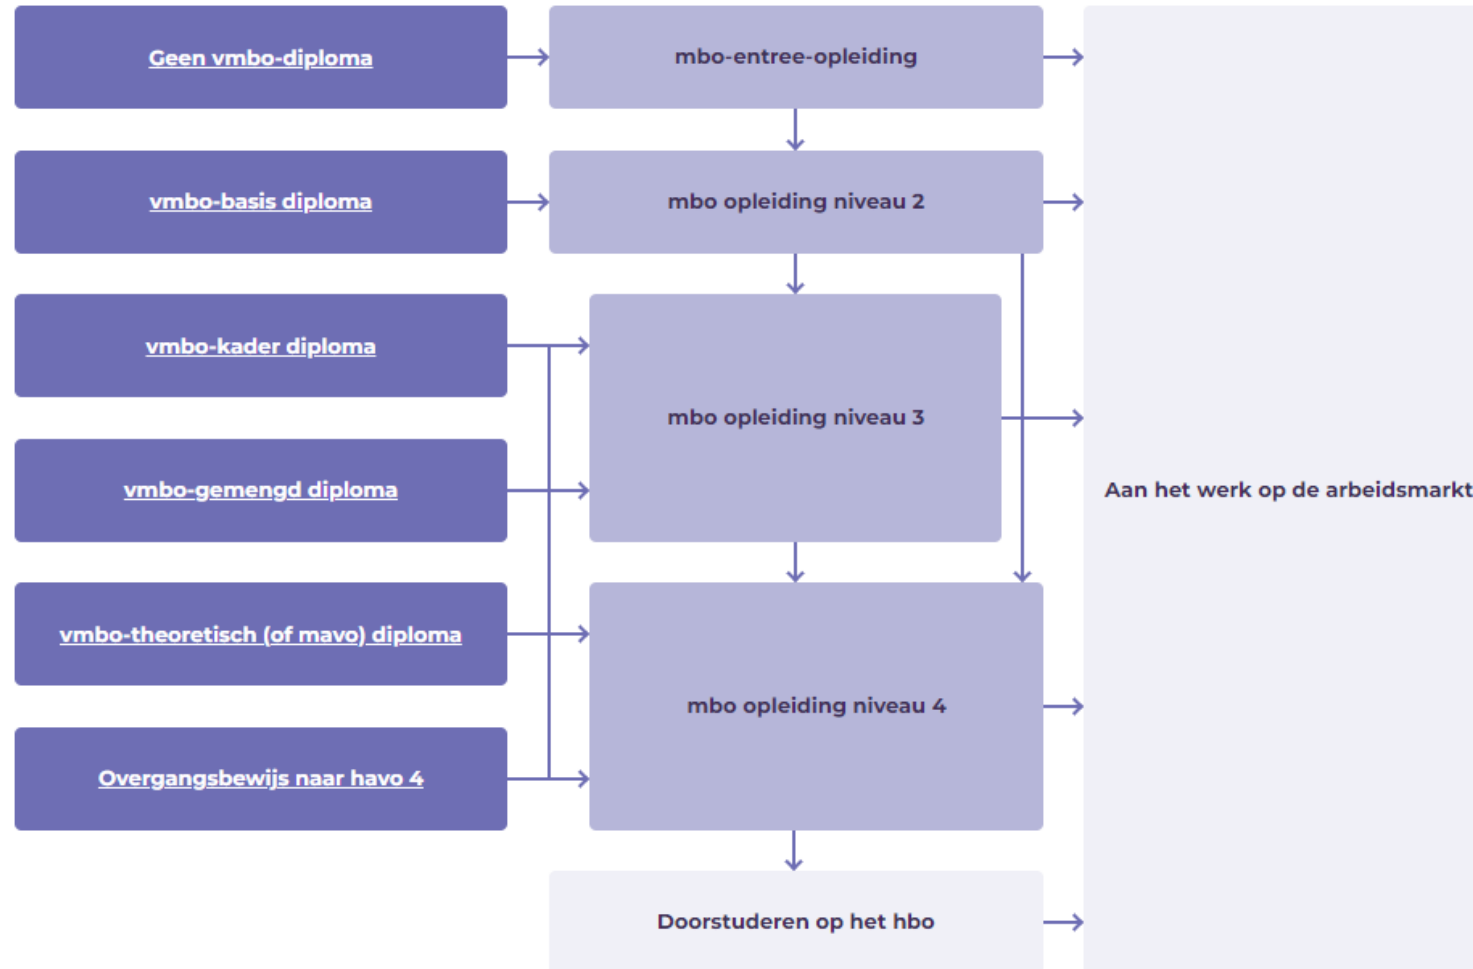 Geen vmbo-diploma
mbo-entree-opleiding
vmbo-basis diploma
mbo opleiding niveau 2
vmbo-kader diploma
mbo opleiding niveau 3
vmbo-gemengd diploma
Aan het werk op de arbeidsmarkt
vmbo-theoretisch (of mavo) diploma
mbo opleiding niveau 4
Overgangsbewijs naar havo 4
Doorstuderen op het hbo